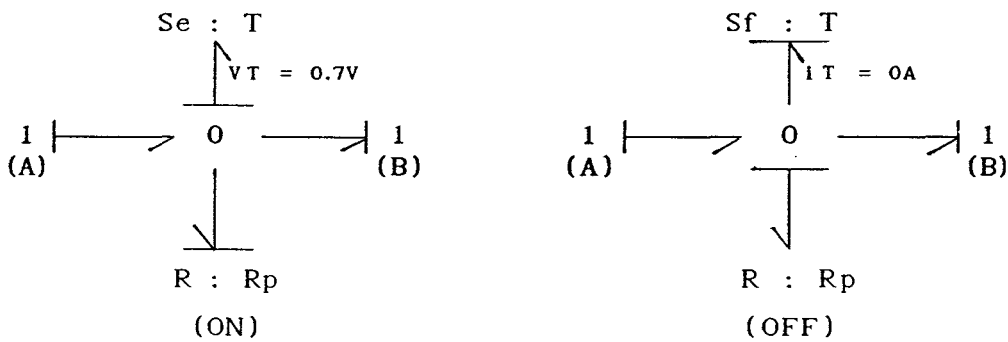 Se : T
Sf : T
VT = 0.7V
iT = 0A
1
0
1
1
0
1
(A)
(B)
(A)
(B)
R : Rp
R : Rp
(ON)
(OFF)